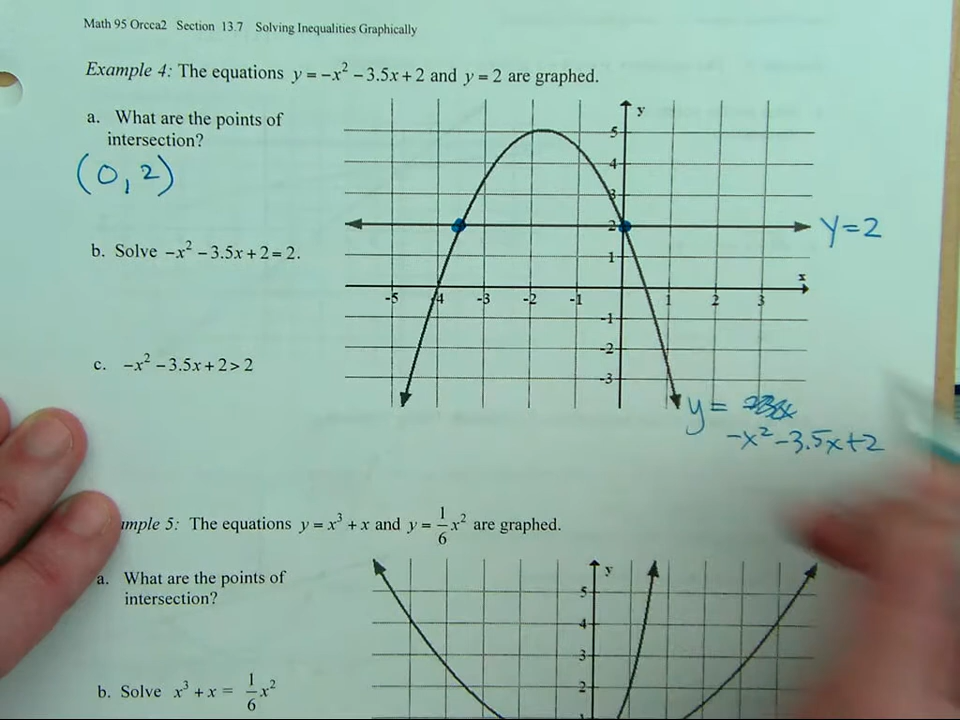 Math 95 Orcca2 Section 13.7 Solving Inequalities Graphically
Example 4: The equations y = −x² − 3.5x + 2 and y = 2 are graphed.
a. What are the points of
intersection?
(0, 2)
b. Solve −x² − 3.5x + 2 = 2.
c. −x² − 3.5x + 2 > 2
y
5
4
3
2
y=2
1
x
-5 -4 -3 -2 -1 1 2 3
-1
-2
-3
y =
-x² - 3.5x + 2
mple 5: The equations y = x³ + x and y = 1/6 x² are graphed.
a. What are the points of
intersection?
b. Solve x³ + x = 1/6 x²
y
5
4
3
2